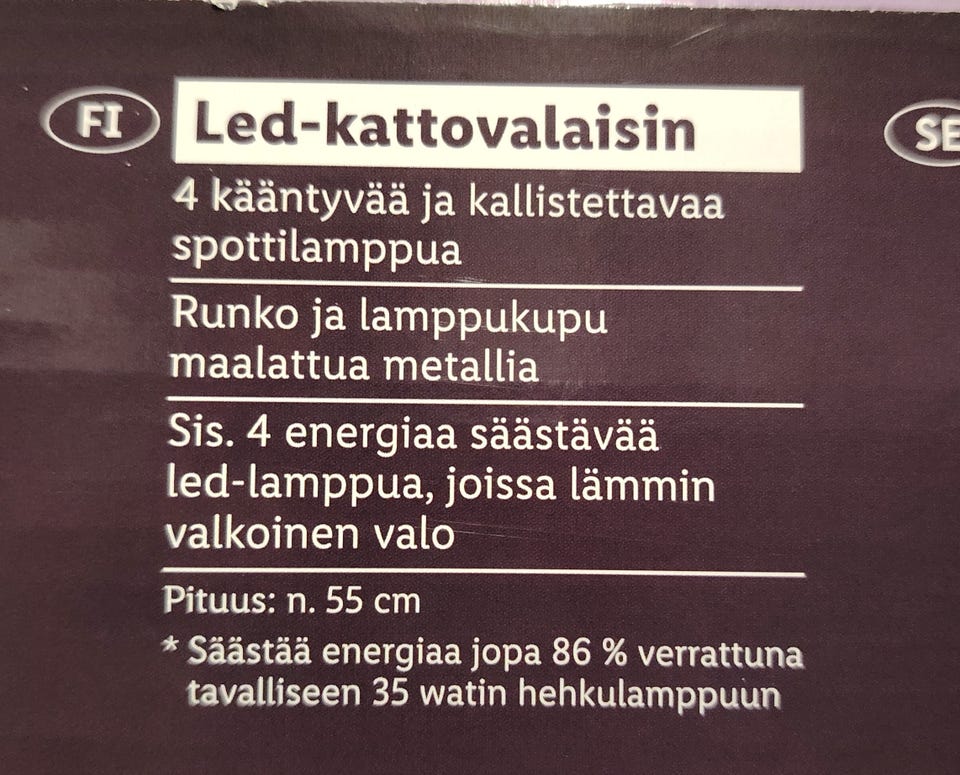 FI
Led-kattovalaisin
SE
4 kääntyvää ja kallistettavaa
spottilamppua
Runko ja lamppukupu
maalattua metallia
Sis. 4 energiaa säästävää
led-lamppua, joissa lämmin
valkoinen valo
Pituus: n. 55 cm
* Säästää energiaa jopa 86 % verrattuna
tavalliseen 35 watin hehkulamppuun